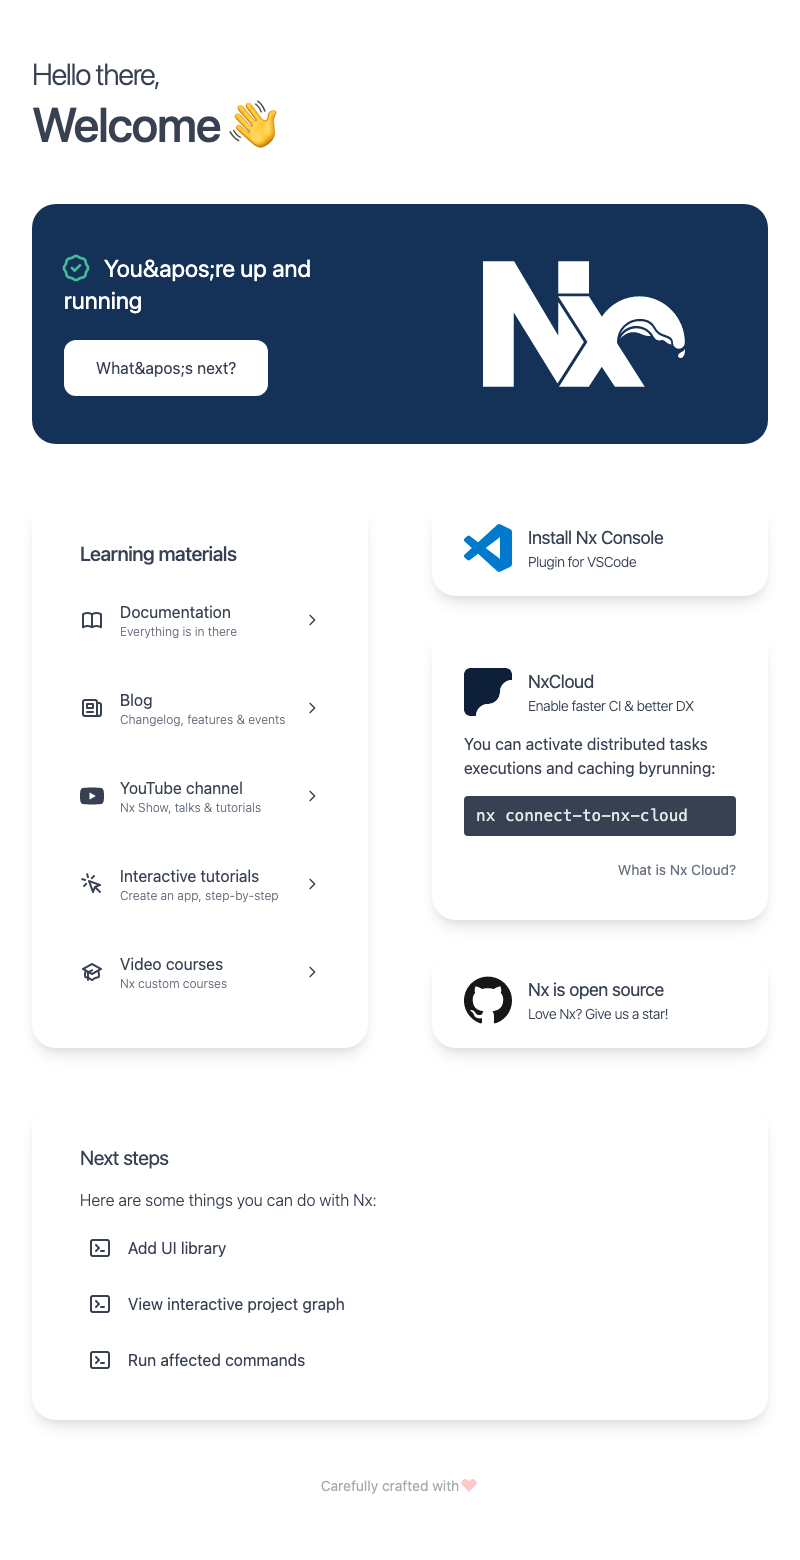 Hello there,
Welcome 👋
You&apos;re up and
running
What&apos;s next?
Nx
Learning materials
Documentation
Everything is in there
Blog
Changelog, features & events
YouTube channel
Nx Show, talks & tutorials
Interactive tutorials
Create an app, step-by-step
Video courses
Nx custom courses
Install Nx Console
Plugin for VSCode
NxCloud
Enable faster CI & better DX
You can activate distributed tasks
executions and caching byrunning:
nx connect-to-nx-cloud
What is Nx Cloud?
Nx is open source
Love Nx? Give us a star!
Next steps
Here are some things you can do with Nx:
Add UI library
View interactive project graph
Run affected commands
Carefully crafted with